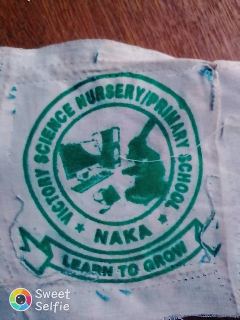 VICTORY SCIENCE NURSERY/PRIMARY SCHOOL
NAKA
LEARN TO GROW
Sweet
Selfie